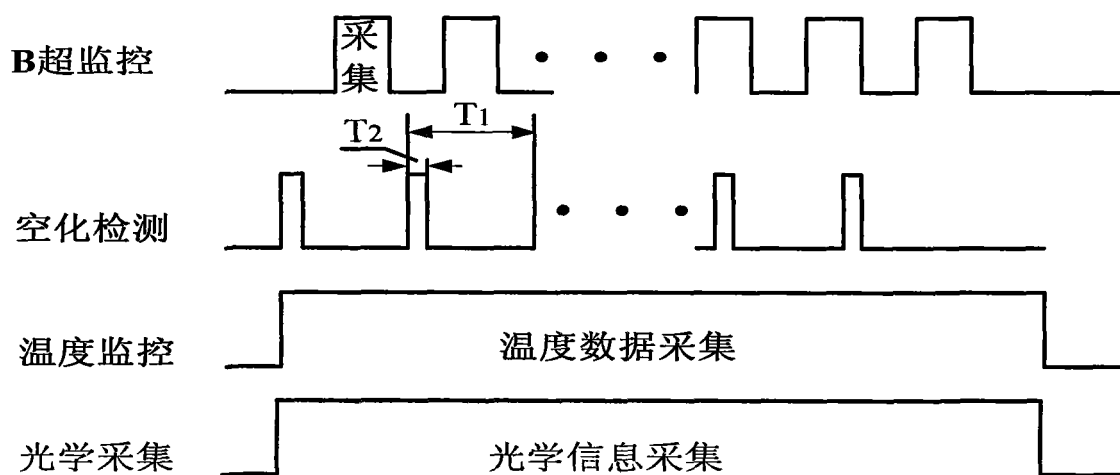 B超监控
采集
T1
T2
空化检测
温度监控
温度数据采集
光学采集
光学信息采集